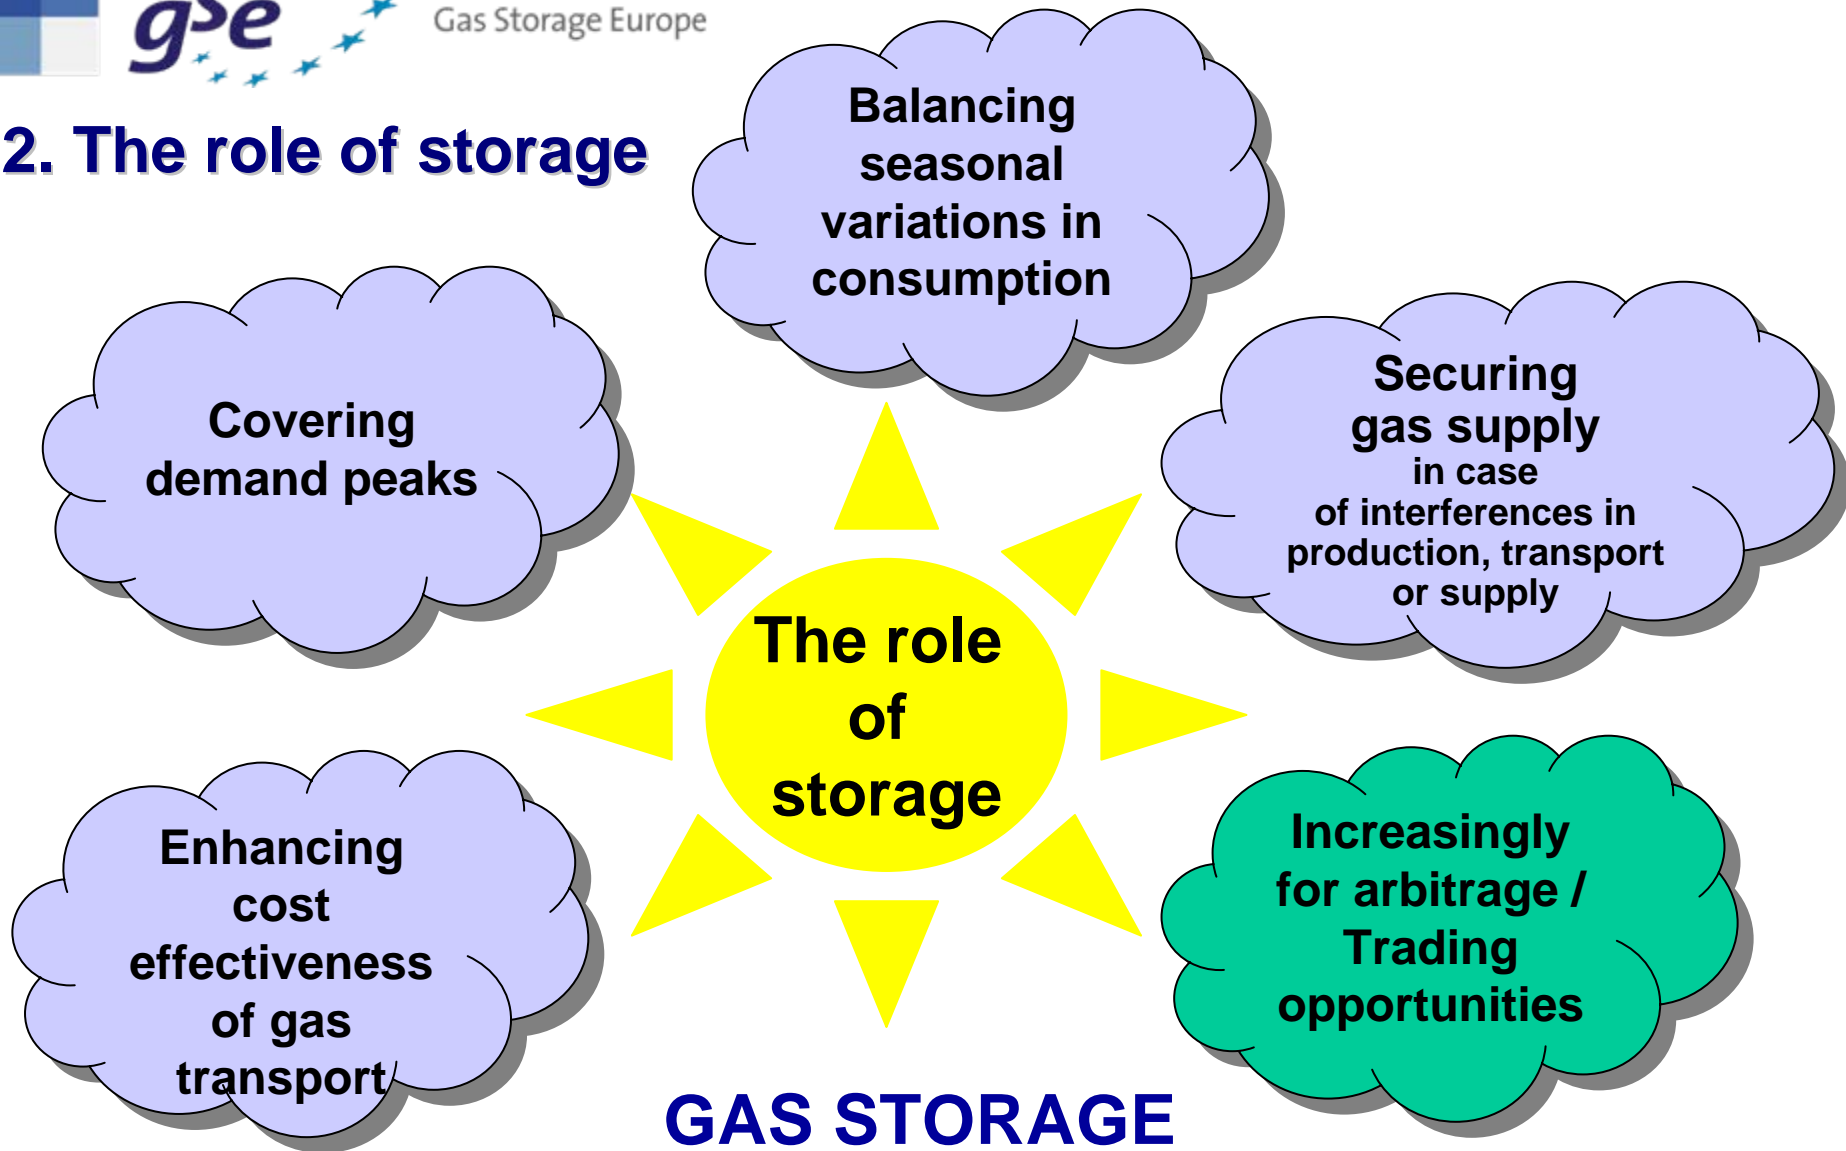 gse
Gas Storage Europe
2. The role of storage
Balancing
seasonal
variations in
consumption
Covering
demand peaks
Securing
gas supply
in case
of interferences in
production, transport
or supply
The role
of
storage
Enhancing
cost
effectiveness
of gas
transport
Increasingly
for arbitrage /
Trading
opportunities
GAS STORAGE